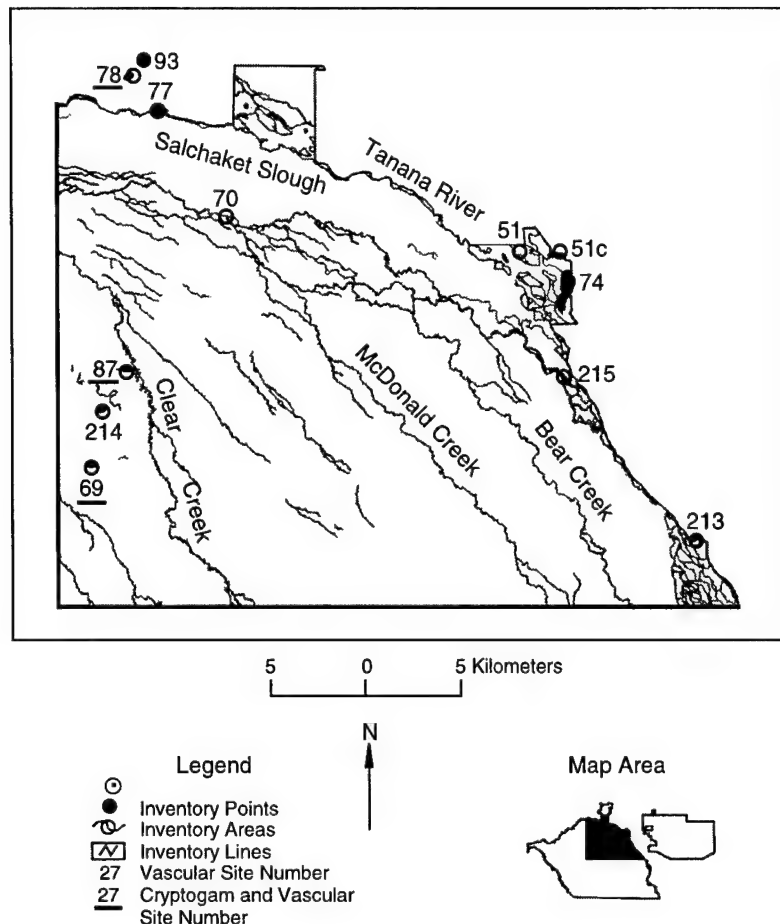 93
78
77
Salchaket Slough
Tanana River
70
51
51c
74
87
215
Clear
Creek
McDonald Creek
Bear Creek
214
69
213
5 0 5 Kilometers
N
Legend
Map Area
Inventory Points
Inventory Areas
Inventory Lines
27 Vascular Site Number
27 Cryptogam and Vascular
Site Number